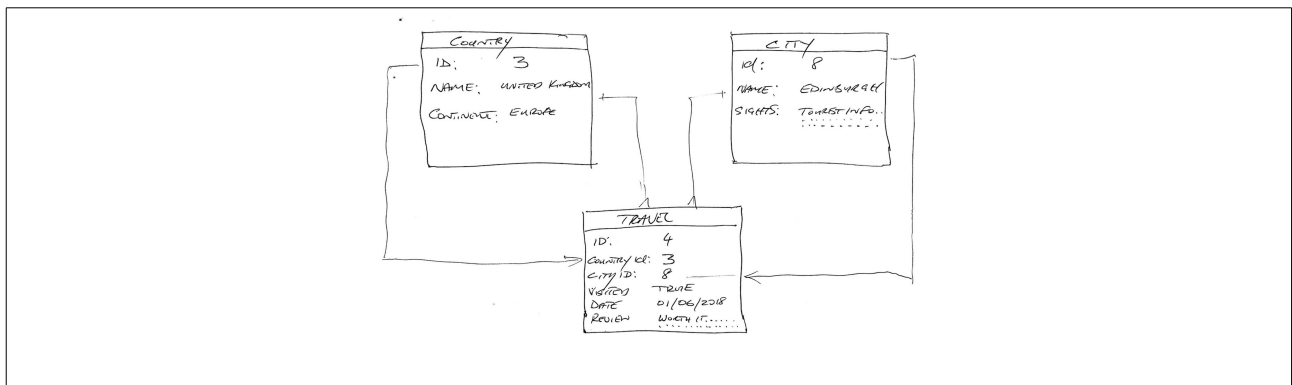 COUNTRY
ID: 3
NAME: UNITED KINGDOM
CONTINENT: EUROPE
CITY
Id: 8
NAME: EDINBURGH
SIGHTS: TOURIST INFO..
TRAVEL
ID: 4
COUNTRY Id: 3
CITY ID: 8
VISITED TRUE
DATE 01/06/2018
REVIEW WORTH IT......